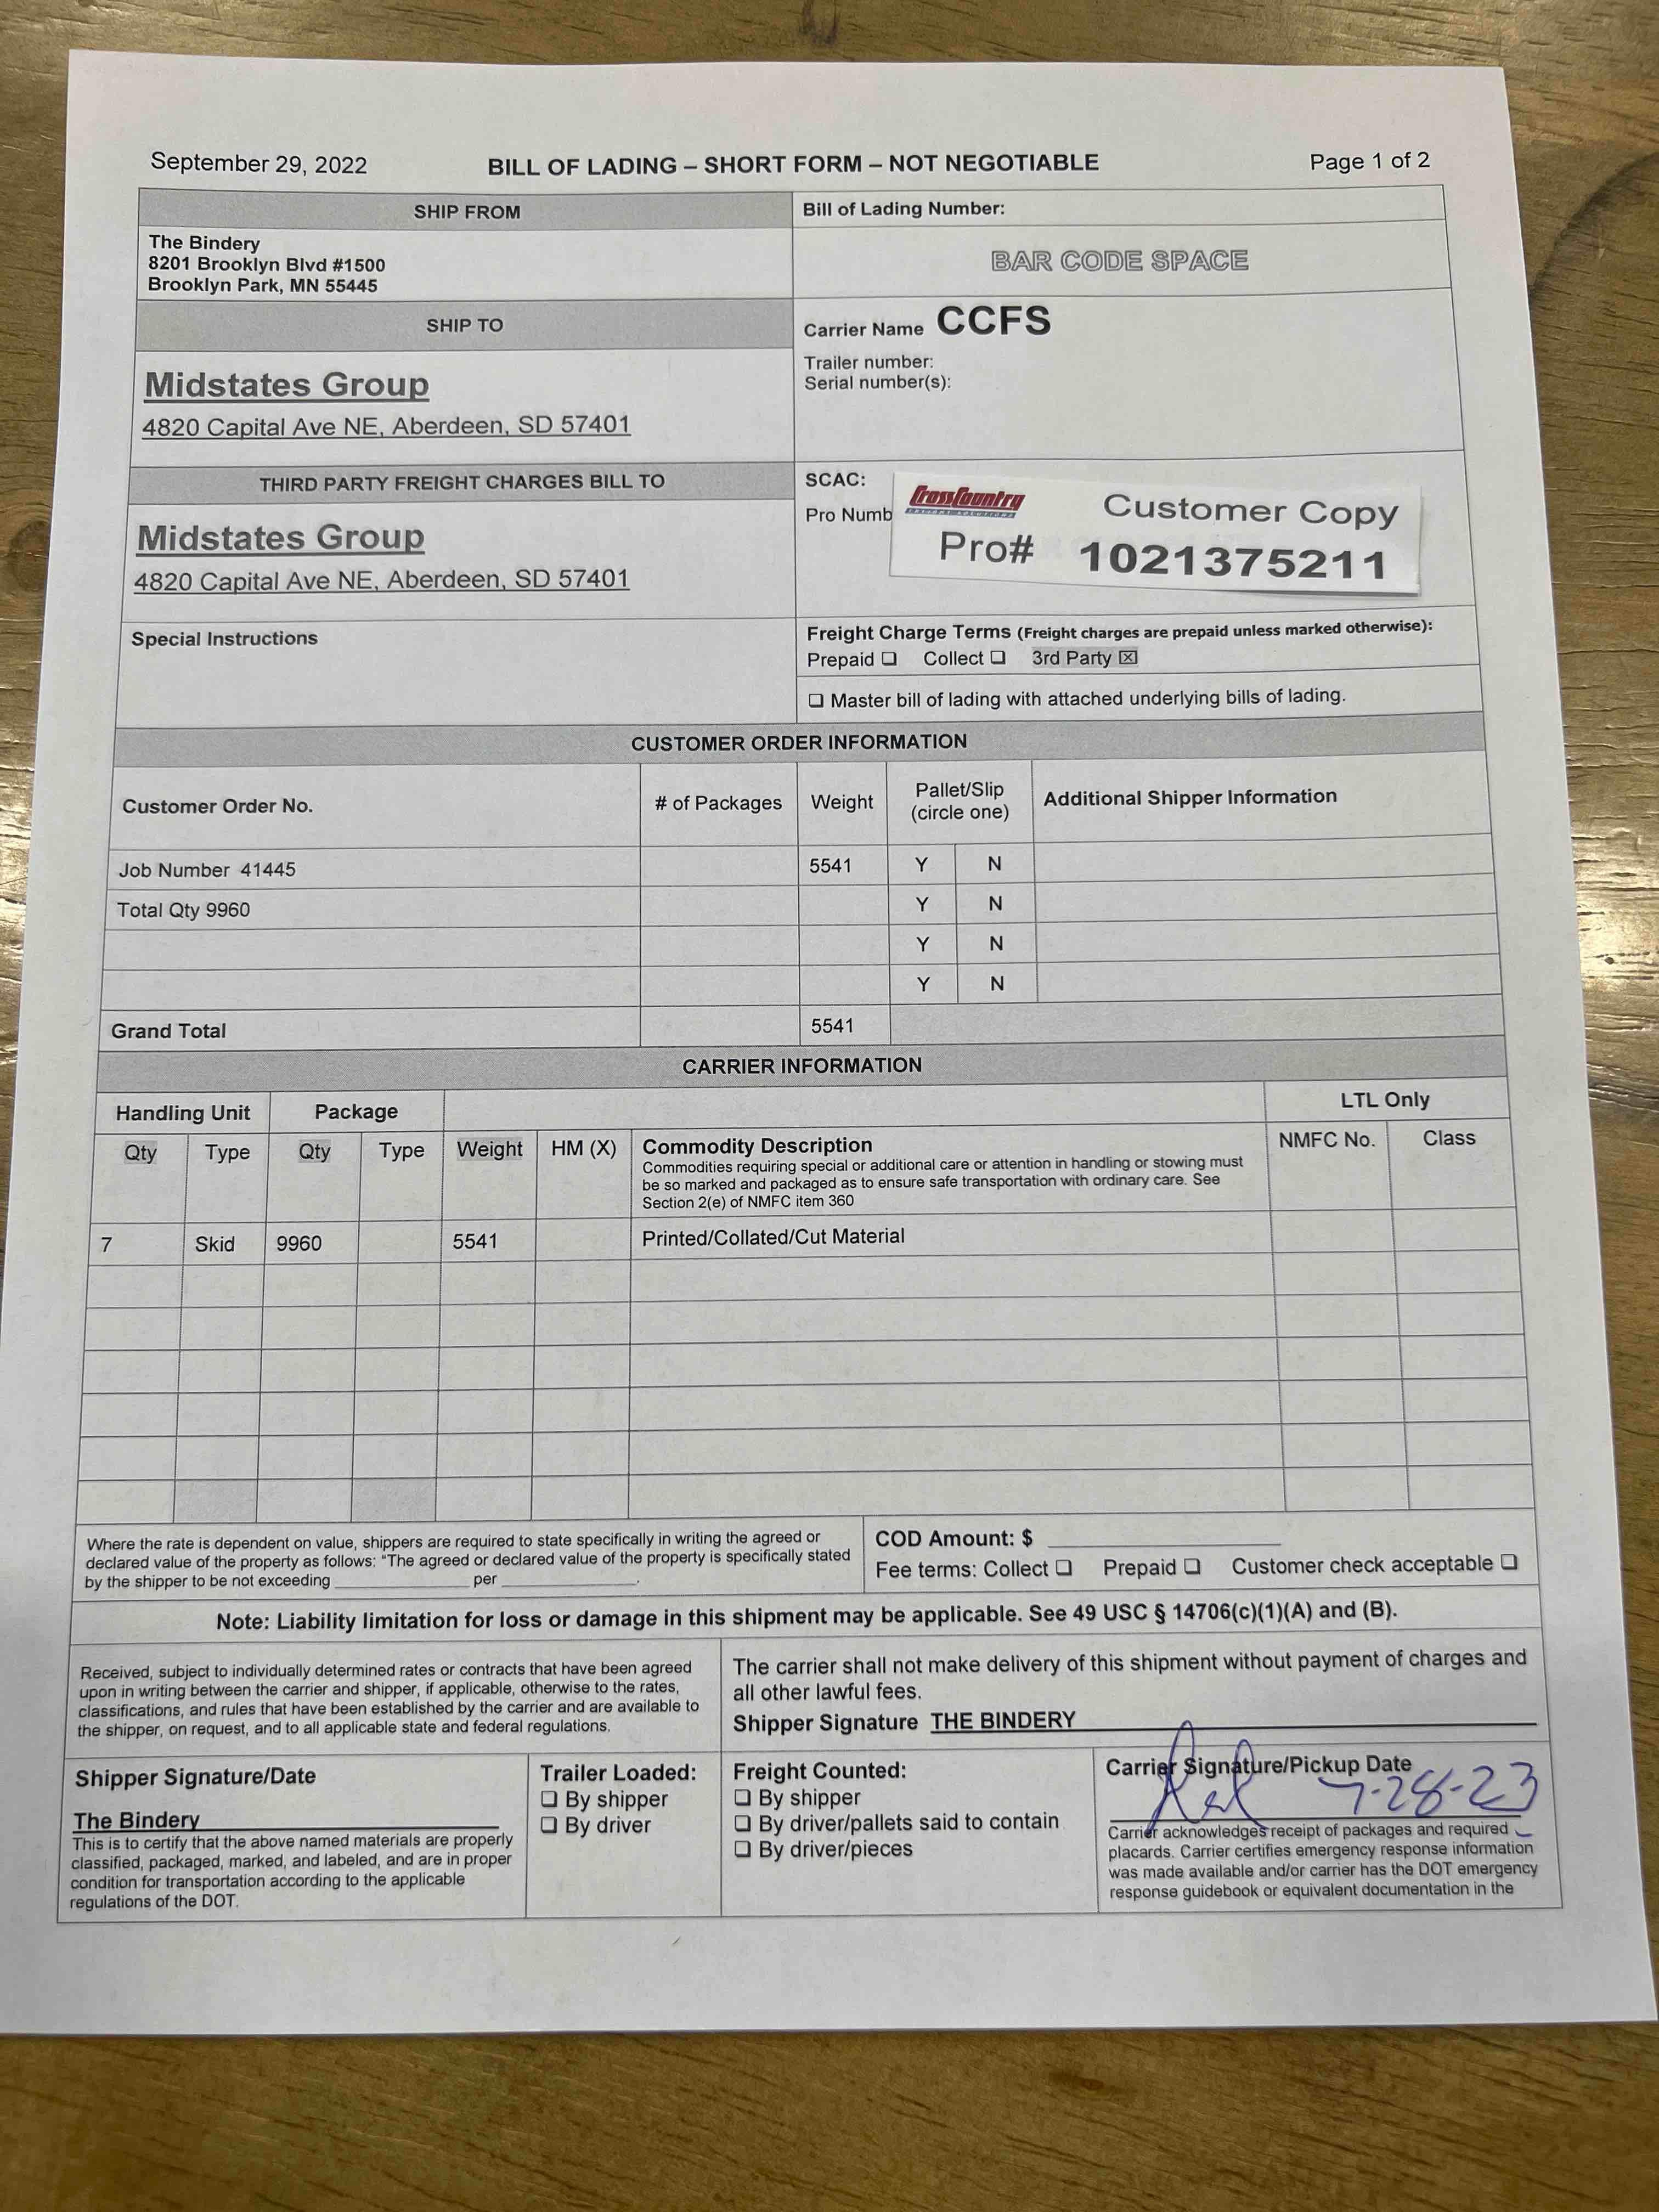 September 29, 2022 BILL OF LADING – SHORT FORM – NOT NEGOTIABLE Page 1 of 2
SHIP FROM
The Bindery
8201 Brooklyn Blvd #1500
Brooklyn Park, MN 55445
Bill of Lading Number:
BAR CODE SPACE
SHIP TO
Midstates Group
4820 Capital Ave NE, Aberdeen, SD 57401
Carrier Name CCFS
Trailer number:
Serial number(s):
THIRD PARTY FREIGHT CHARGES BILL TO
Midstates Group
4820 Capital Ave NE, Aberdeen, SD 57401
SCAC:
Pro Numb
CrossCountry
FREIGHT SOLUTIONS
Customer Copy
Pro# 1021375211
Special Instructions
Freight Charge Terms (Freight charges are prepaid unless marked otherwise):
Prepaid ❑ Collect ❑ 3rd Party ☒
❑ Master bill of lading with attached underlying bills of lading.
CUSTOMER ORDER INFORMATION
Customer Order No. # of Packages Weight Pallet/Slip (circle one) Additional Shipper Information
Job Number 41445 5541 Y N
Total Qty 9960 Y N
Y N
Y N
Grand Total 5541
CARRIER INFORMATION
Handling Unit Package LTL Only
Qty Type Qty Type Weight HM (X) Commodity Description NMFC No. Class
Commodities requiring special or additional care or attention in handling or stowing must
be so marked and packaged as to ensure safe transportation with ordinary care. See
Section 2(e) of NMFC item 360
7 Skid 9960 5541 Printed/Collated/Cut Material
Where the rate is dependent on value, shippers are required to state specifically in writing the agreed or
declared value of the property as follows: "The agreed or declared value of the property is specifically stated
by the shipper to be not exceeding ______ per ______.
COD Amount: $ ______
Fee terms: Collect ❑ Prepaid ❑ Customer check acceptable ❑
Note: Liability limitation for loss or damage in this shipment may be applicable. See 49 USC § 14706(c)(1)(A) and (B).
Received, subject to individually determined rates or contracts that have been agreed
upon in writing between the carrier and shipper, if applicable, otherwise to the rates,
classifications, and rules that have been established by the carrier and are available to
the shipper, on request, and to all applicable state and federal regulations.
The carrier shall not make delivery of this shipment without payment of charges and
all other lawful fees.
Shipper Signature THE BINDERY
Shipper Signature/Date
The Bindery
This is to certify that the above named materials are properly
classified, packaged, marked, and labeled, and are in proper
condition for transportation according to the applicable
regulations of the DOT.
Trailer Loaded:
❑ By shipper
❑ By driver
Freight Counted:
❑ By shipper
❑ By driver/pallets said to contain
❑ By driver/pieces
Carrier Signature/Pickup Date
7-28-23
Carrier acknowledges receipt of packages and required
placards. Carrier certifies emergency response information
was made available and/or carrier has the DOT emergency
response guidebook or equivalent documentation in the